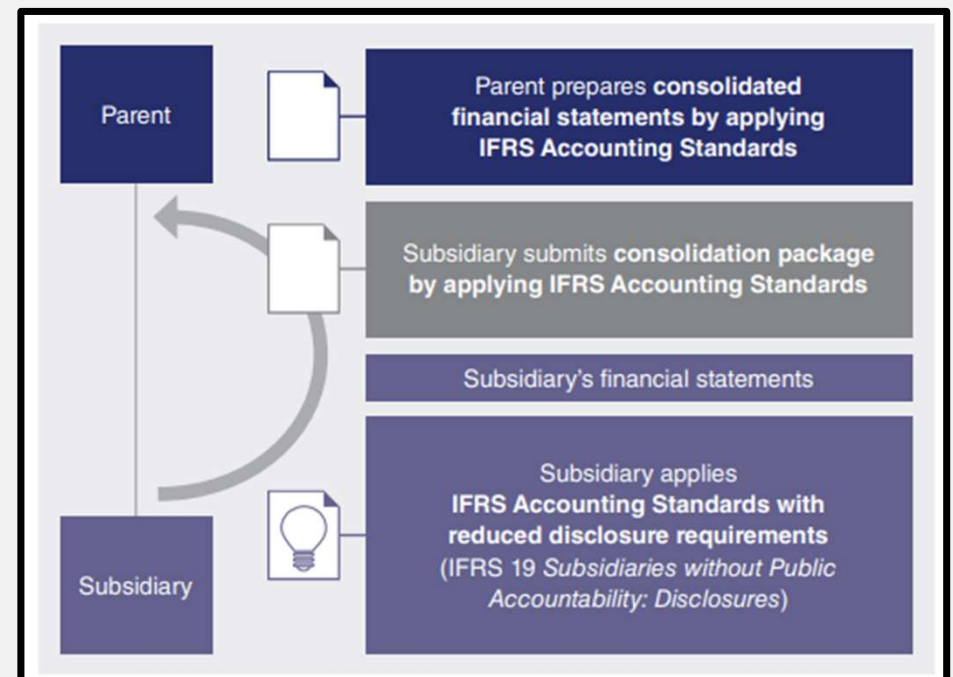 Parent
Parent prepares consolidated
financial statements by applying
IFRS Accounting Standards
Subsidiary submits consolidation package
by applying IFRS Accounting Standards
Subsidiary's financial statements
Subsidiary applies
IFRS Accounting Standards with
reduced disclosure requirements
(IFRS 19 Subsidiaries without Public
Accountability: Disclosures)
Subsidiary